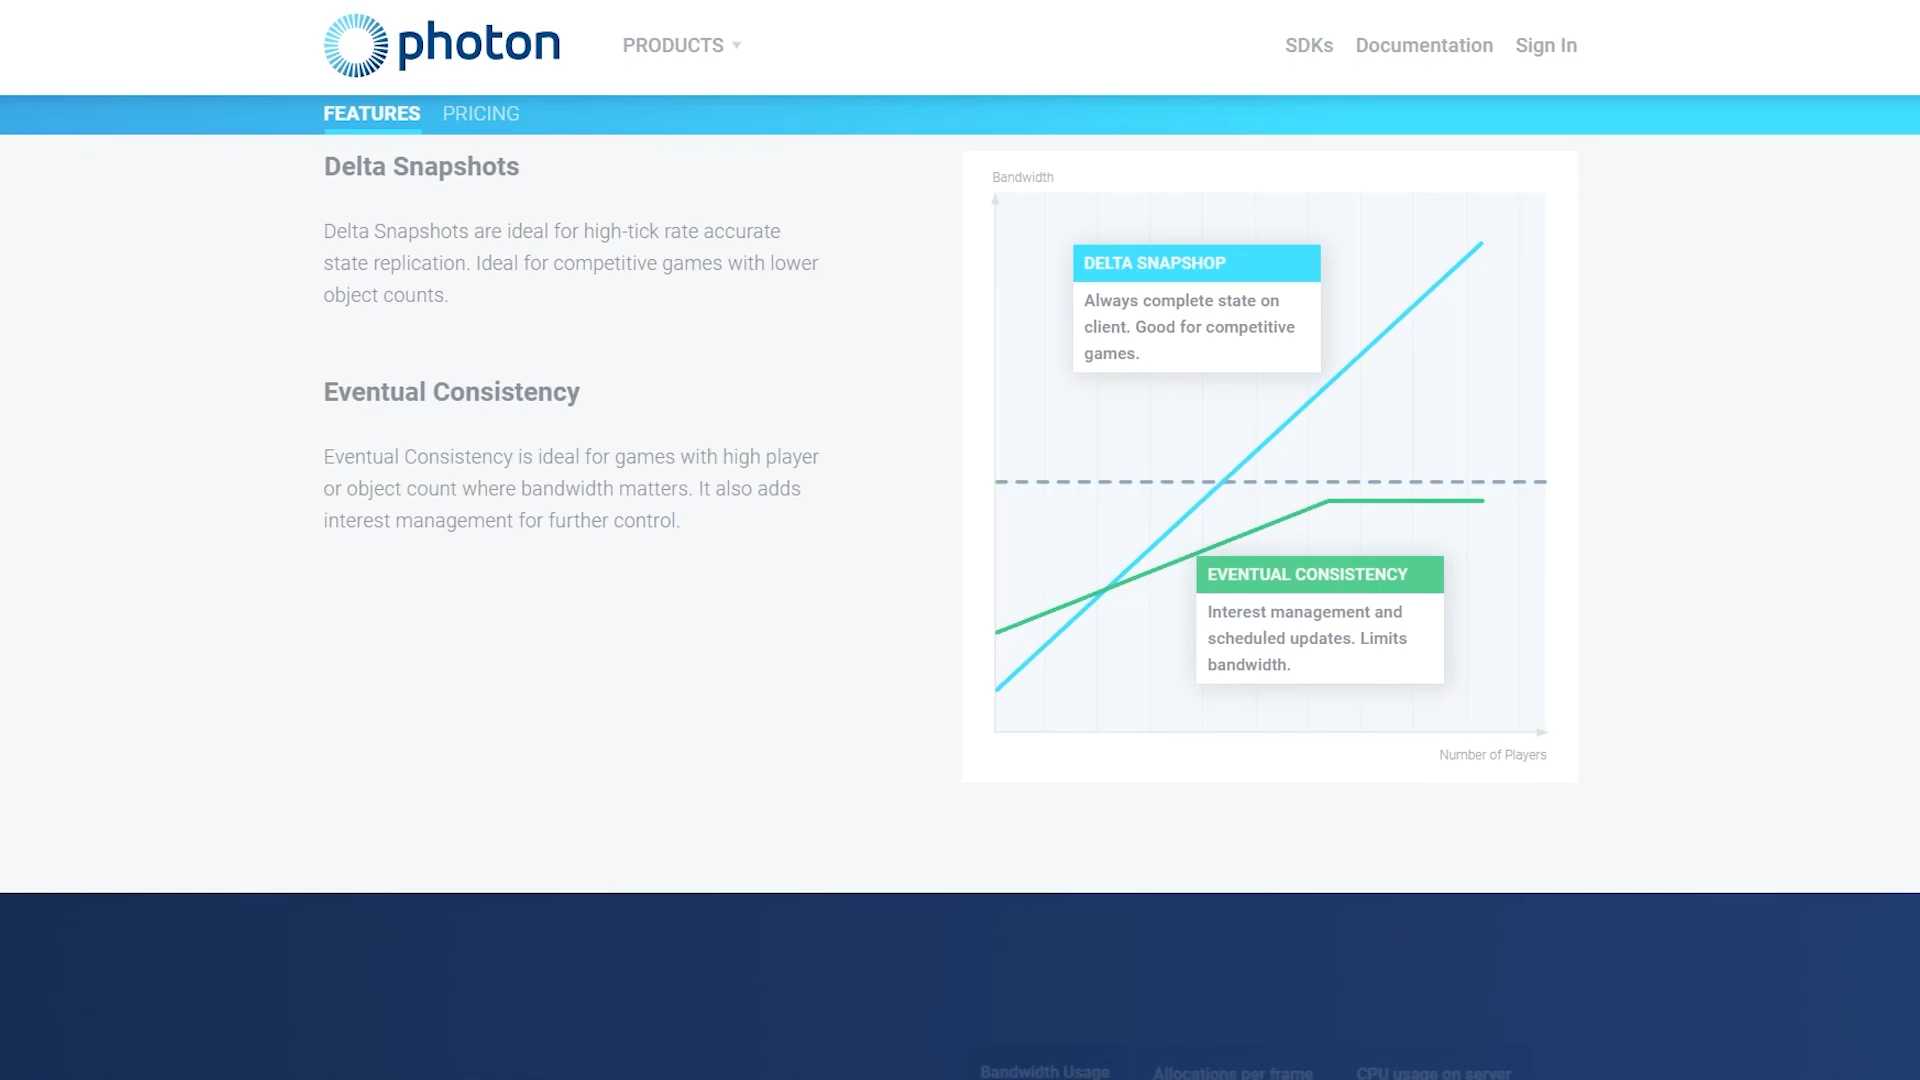 photon
PRODUCTS
SDKs
Documentation
Sign In
FEATURES
PRICING
Delta Snapshots
Delta Snapshots are ideal for high-tick rate accurate
state replication. Ideal for competitive games with lower
object counts.
Eventual Consistency
Eventual Consistency is ideal for games with high player
or object count where bandwidth matters. It also adds
interest management for further control.
Bandwidth
DELTA SNAPSHOP
Always complete state on
client. Good for competitive
games.
EVENTUAL CONSISTENCY
Interest management and
scheduled updates. Limits
bandwidth.
Number of Players
Bandwidth Usage
Allocations per frame
CPU usage on server